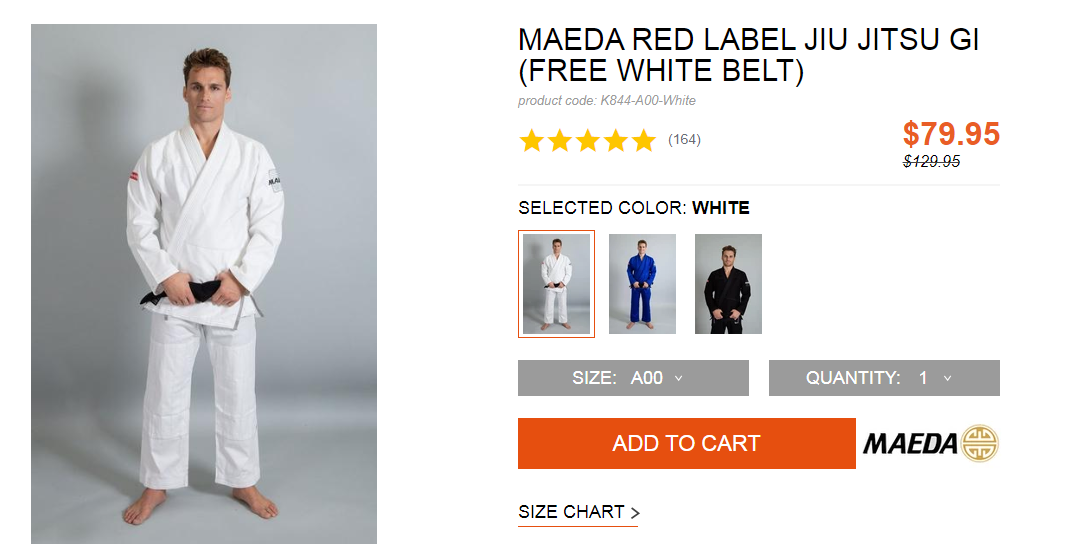 MAEDA RED LABEL JIU JITSU GI
(FREE WHITE BELT)
product code: K844-A00-White
(164)
$79.95
$129.95
SELECTED COLOR: WHITE
SIZE: A00
QUANTITY: 1
ADD TO CART
MAEDA
SIZE CHART >